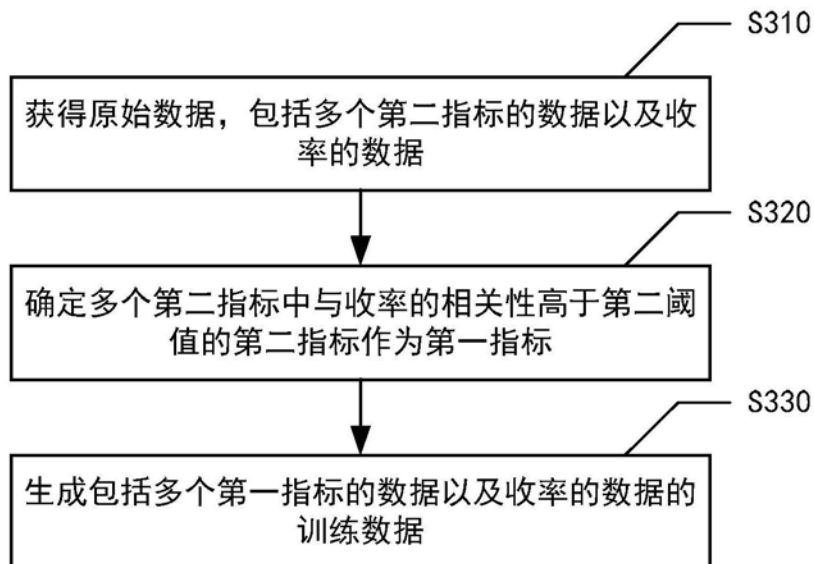 S310
获得原始数据，包括多个第二指标的数据以及收
率的数据
S320
确定多个第二指标中与收率的相关性高于第二阈
值的第二指标作为第一指标
S330
生成包括多个第一指标的数据以及收率的数据的
训练数据